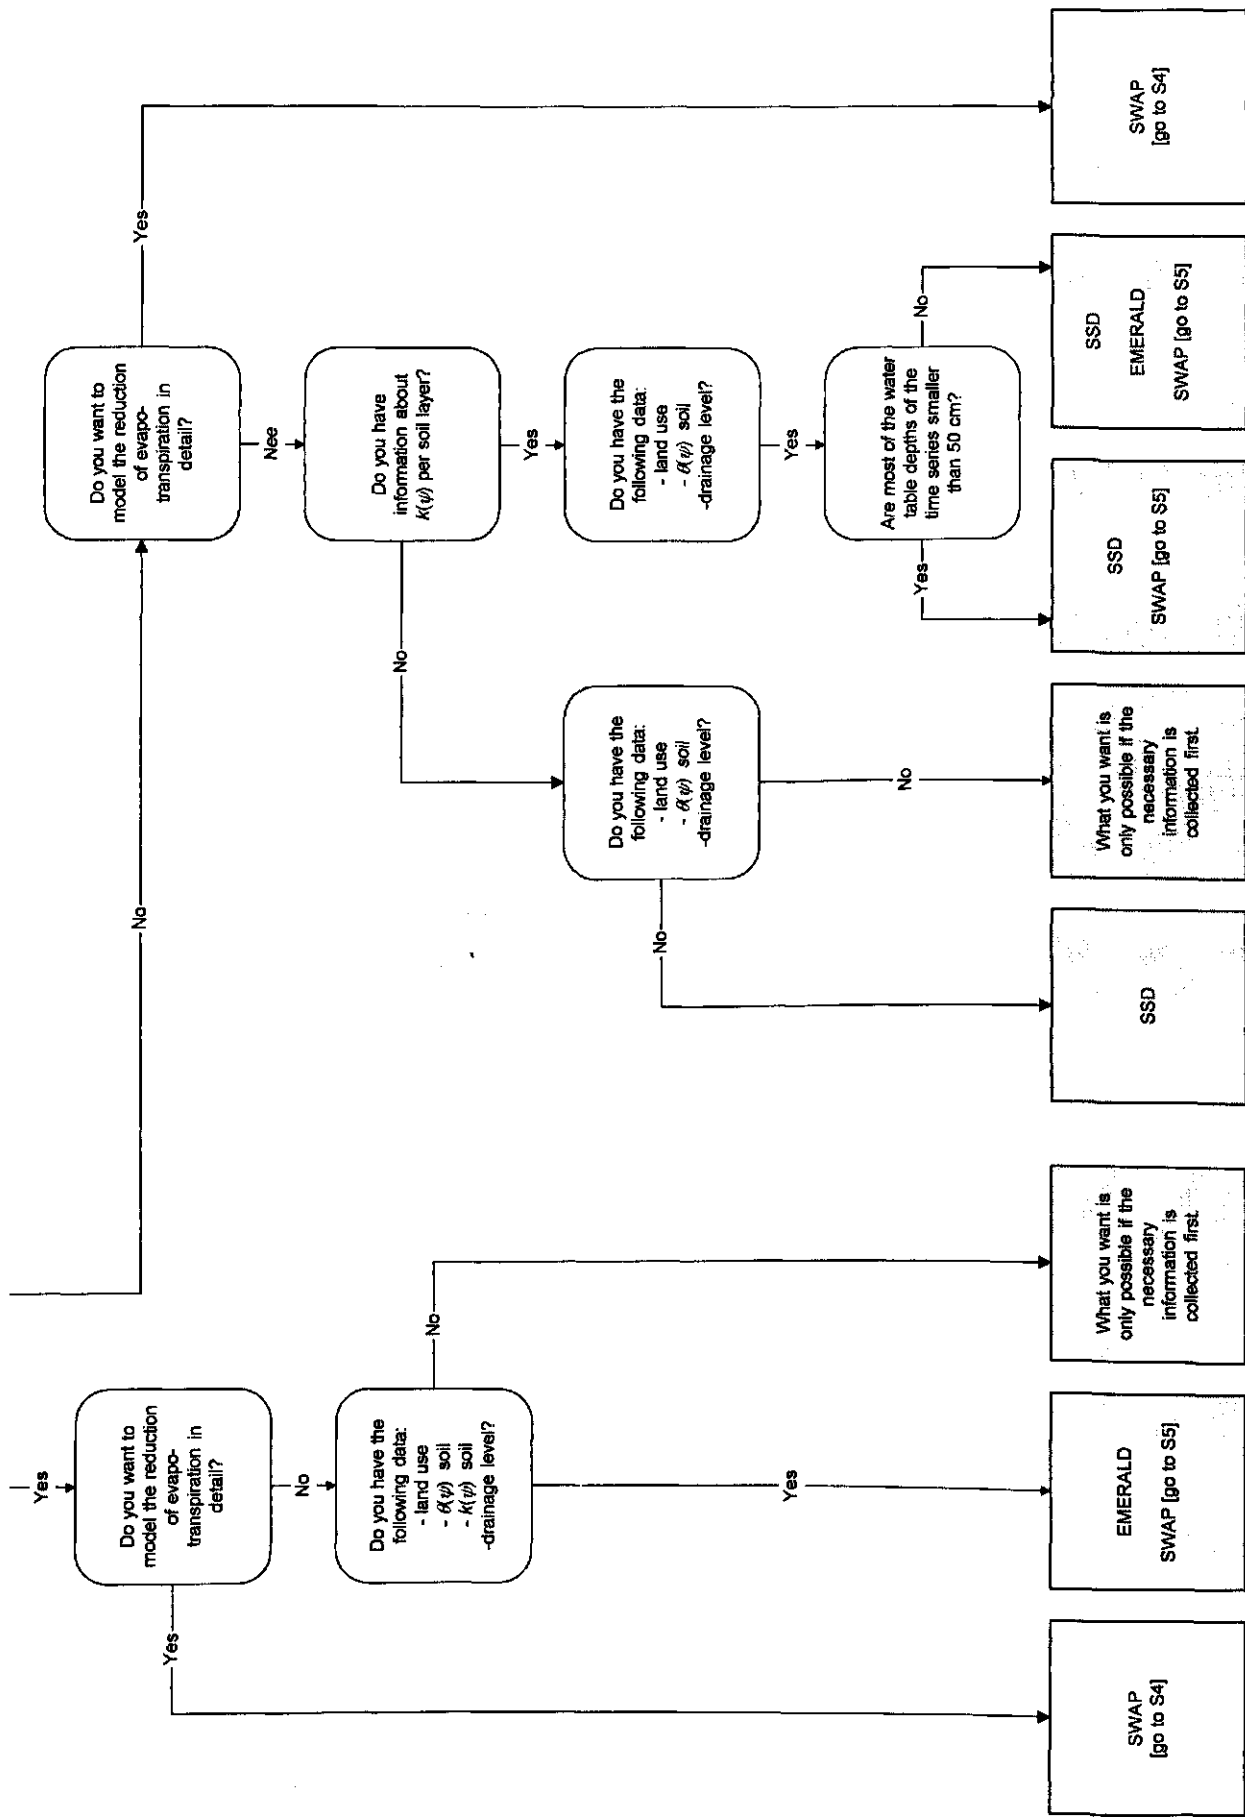 Yes
No
Do you want to
model the reduction
of evapo-
transpiration in
detail?
Do you want to
model the reduction
of evapo-
transpiration in
detail?
Yes
No
Nee
Yes
Do you have the
following data:
- land use
- θ(ψ) soil
- k(ψ) soil
-drainage level?
Do you have
information about
k(ψ) per soil layer?
No
No
Yes
Yes
Do you have the
following data:
- land use
- θ(ψ) soil
-drainage level?
Do you have the
following data:
- land use
- θ(ψ) soil
-drainage level?
No
No
Yes
Are most of the water
table depths of the
time series smaller
than 50 cm?
Yes
No
SWAP
[go to S4]
EMERALD
SWAP [go to S5]
What you want is
only possible if the
necessary
information is
collected first.
SSD
What you want is
only possible if the
necessary
information is
collected first.
SSD
SWAP [go to S5]
SSD
EMERALD
SWAP [go to S5]
SWAP
[go to S4]